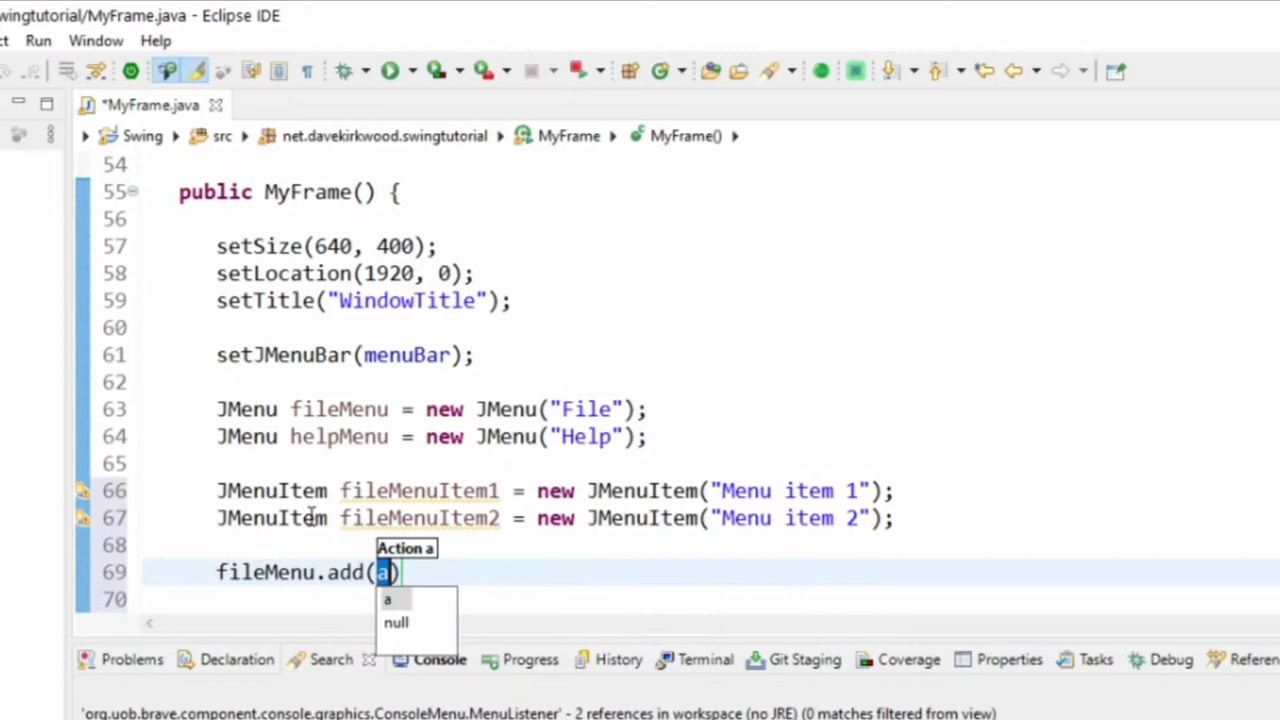 wingtutorial/MyFrame.java - Eclipse IDE
ct Run Window Help
*MyFrame.java
Swing src net.davekirkwood.swingtutorial MyFrame MyFrame()
54
55 public MyFrame() {
56
57 setSize(640, 400);
58 setLocation(1920, 0);
59 setTitle("WindowTitle");
60
61 setJMenuBar(menuBar);
62
63 JMenu fileMenu = new JMenu("File");
64 JMenu helpMenu = new JMenu("Help");
65
66 JMenuItem fileMenuItem1 = new JMenuItem("Menu item 1");
67 JMenuItem fileMenuItem2 = new JMenuItem("Menu item 2");
68
Action a
69 fileMenu.add(a)
70
a
null
Problems Declaration Search Console Progress History Terminal Git Staging Coverage Properties Tasks Debug Referen
'org.uob.brave.component.console.graphics.ConsoleMenu.MenuListener' - 2 references in workspace (no JRE) (0 matches filtered from view)